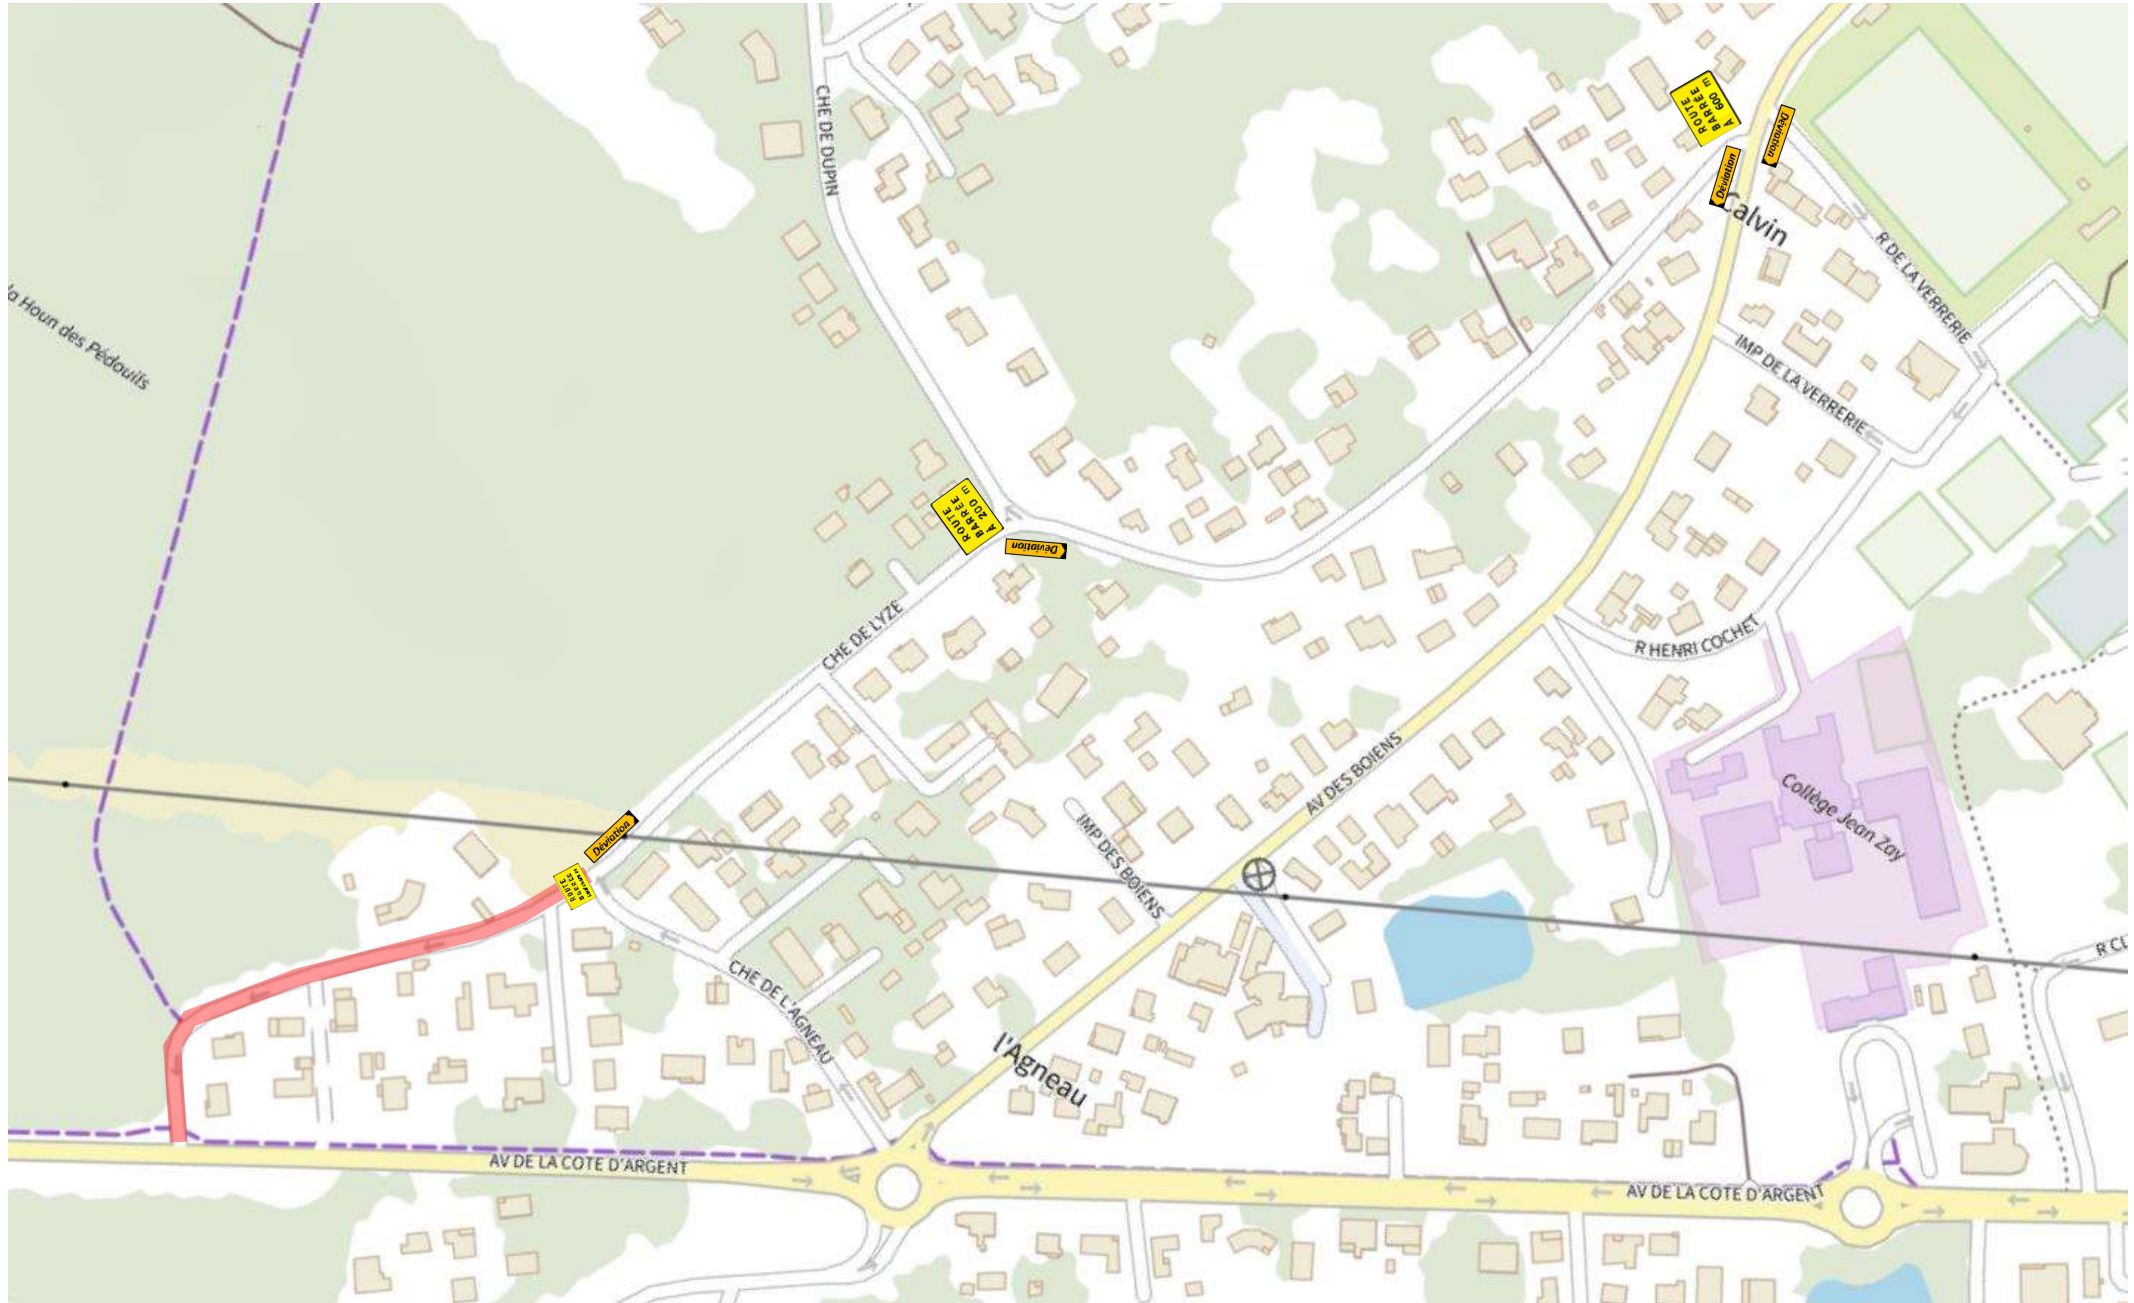 CHE DE DUPIN
ROUTE
BARRÉE
À 600 m
Déviation
Déviation
Calvin
R DE LA VERRERIE
la Houn des Pédouils
IMP DE LA VERRERIE
ROUTE
BARRÉE
À 200 m
Déviation
CHE DE LYZE
R HENRI COCHET
AV DES BOIENS
Collège Jean Zay
Déviation
IMP DES BOIENS
ROUTE
BARRÉE
CHE DE L'AGNEAU
R CL
l'Agneau
AV DE LA COTE D'ARGENT
AV DE LA COTE D'ARGENT